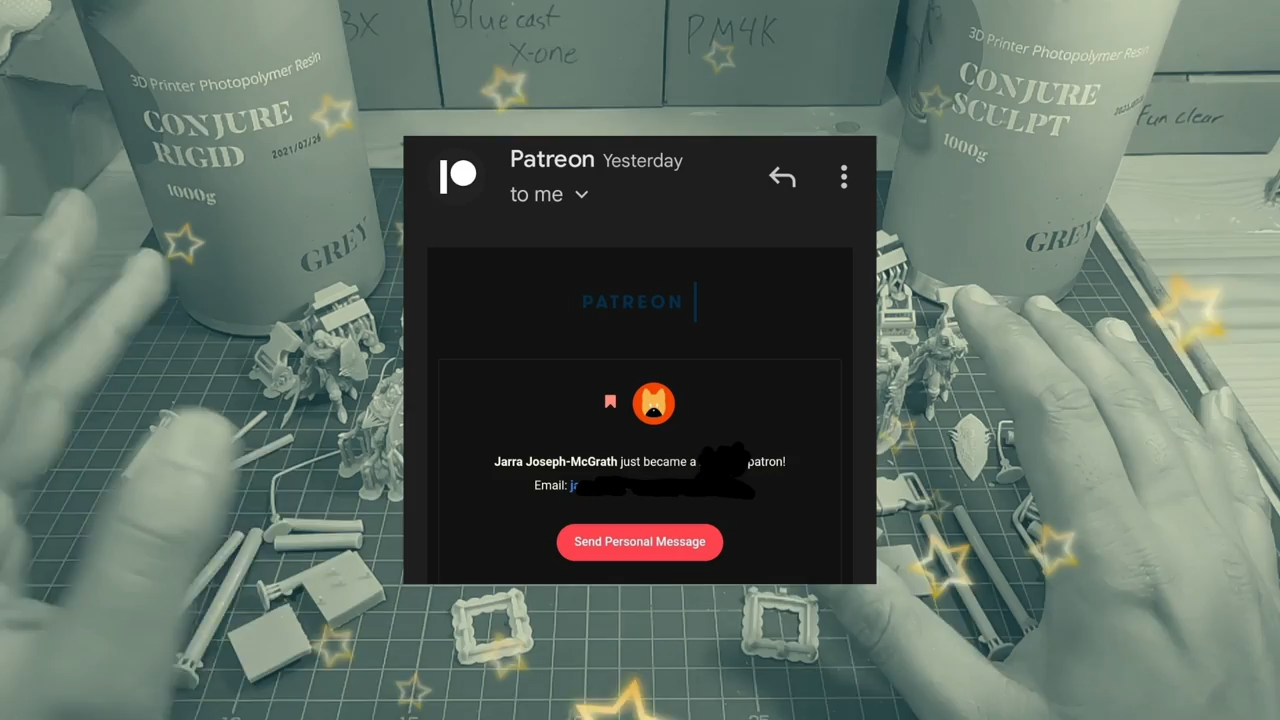 3X
Blue cast
X-one
PM4K
3D Printer Photopolymer Resin
CONJURE
RIGID
2021/07/26
1000g
GREY
3D Printer Photopolymer Resin
CONJURE
SCULPT
1000g
GREY
Fun clear
Patreon Yesterday
to me
PATREON
Jarra Joseph-McGrath just became a patron!
Email:
Send Personal Message